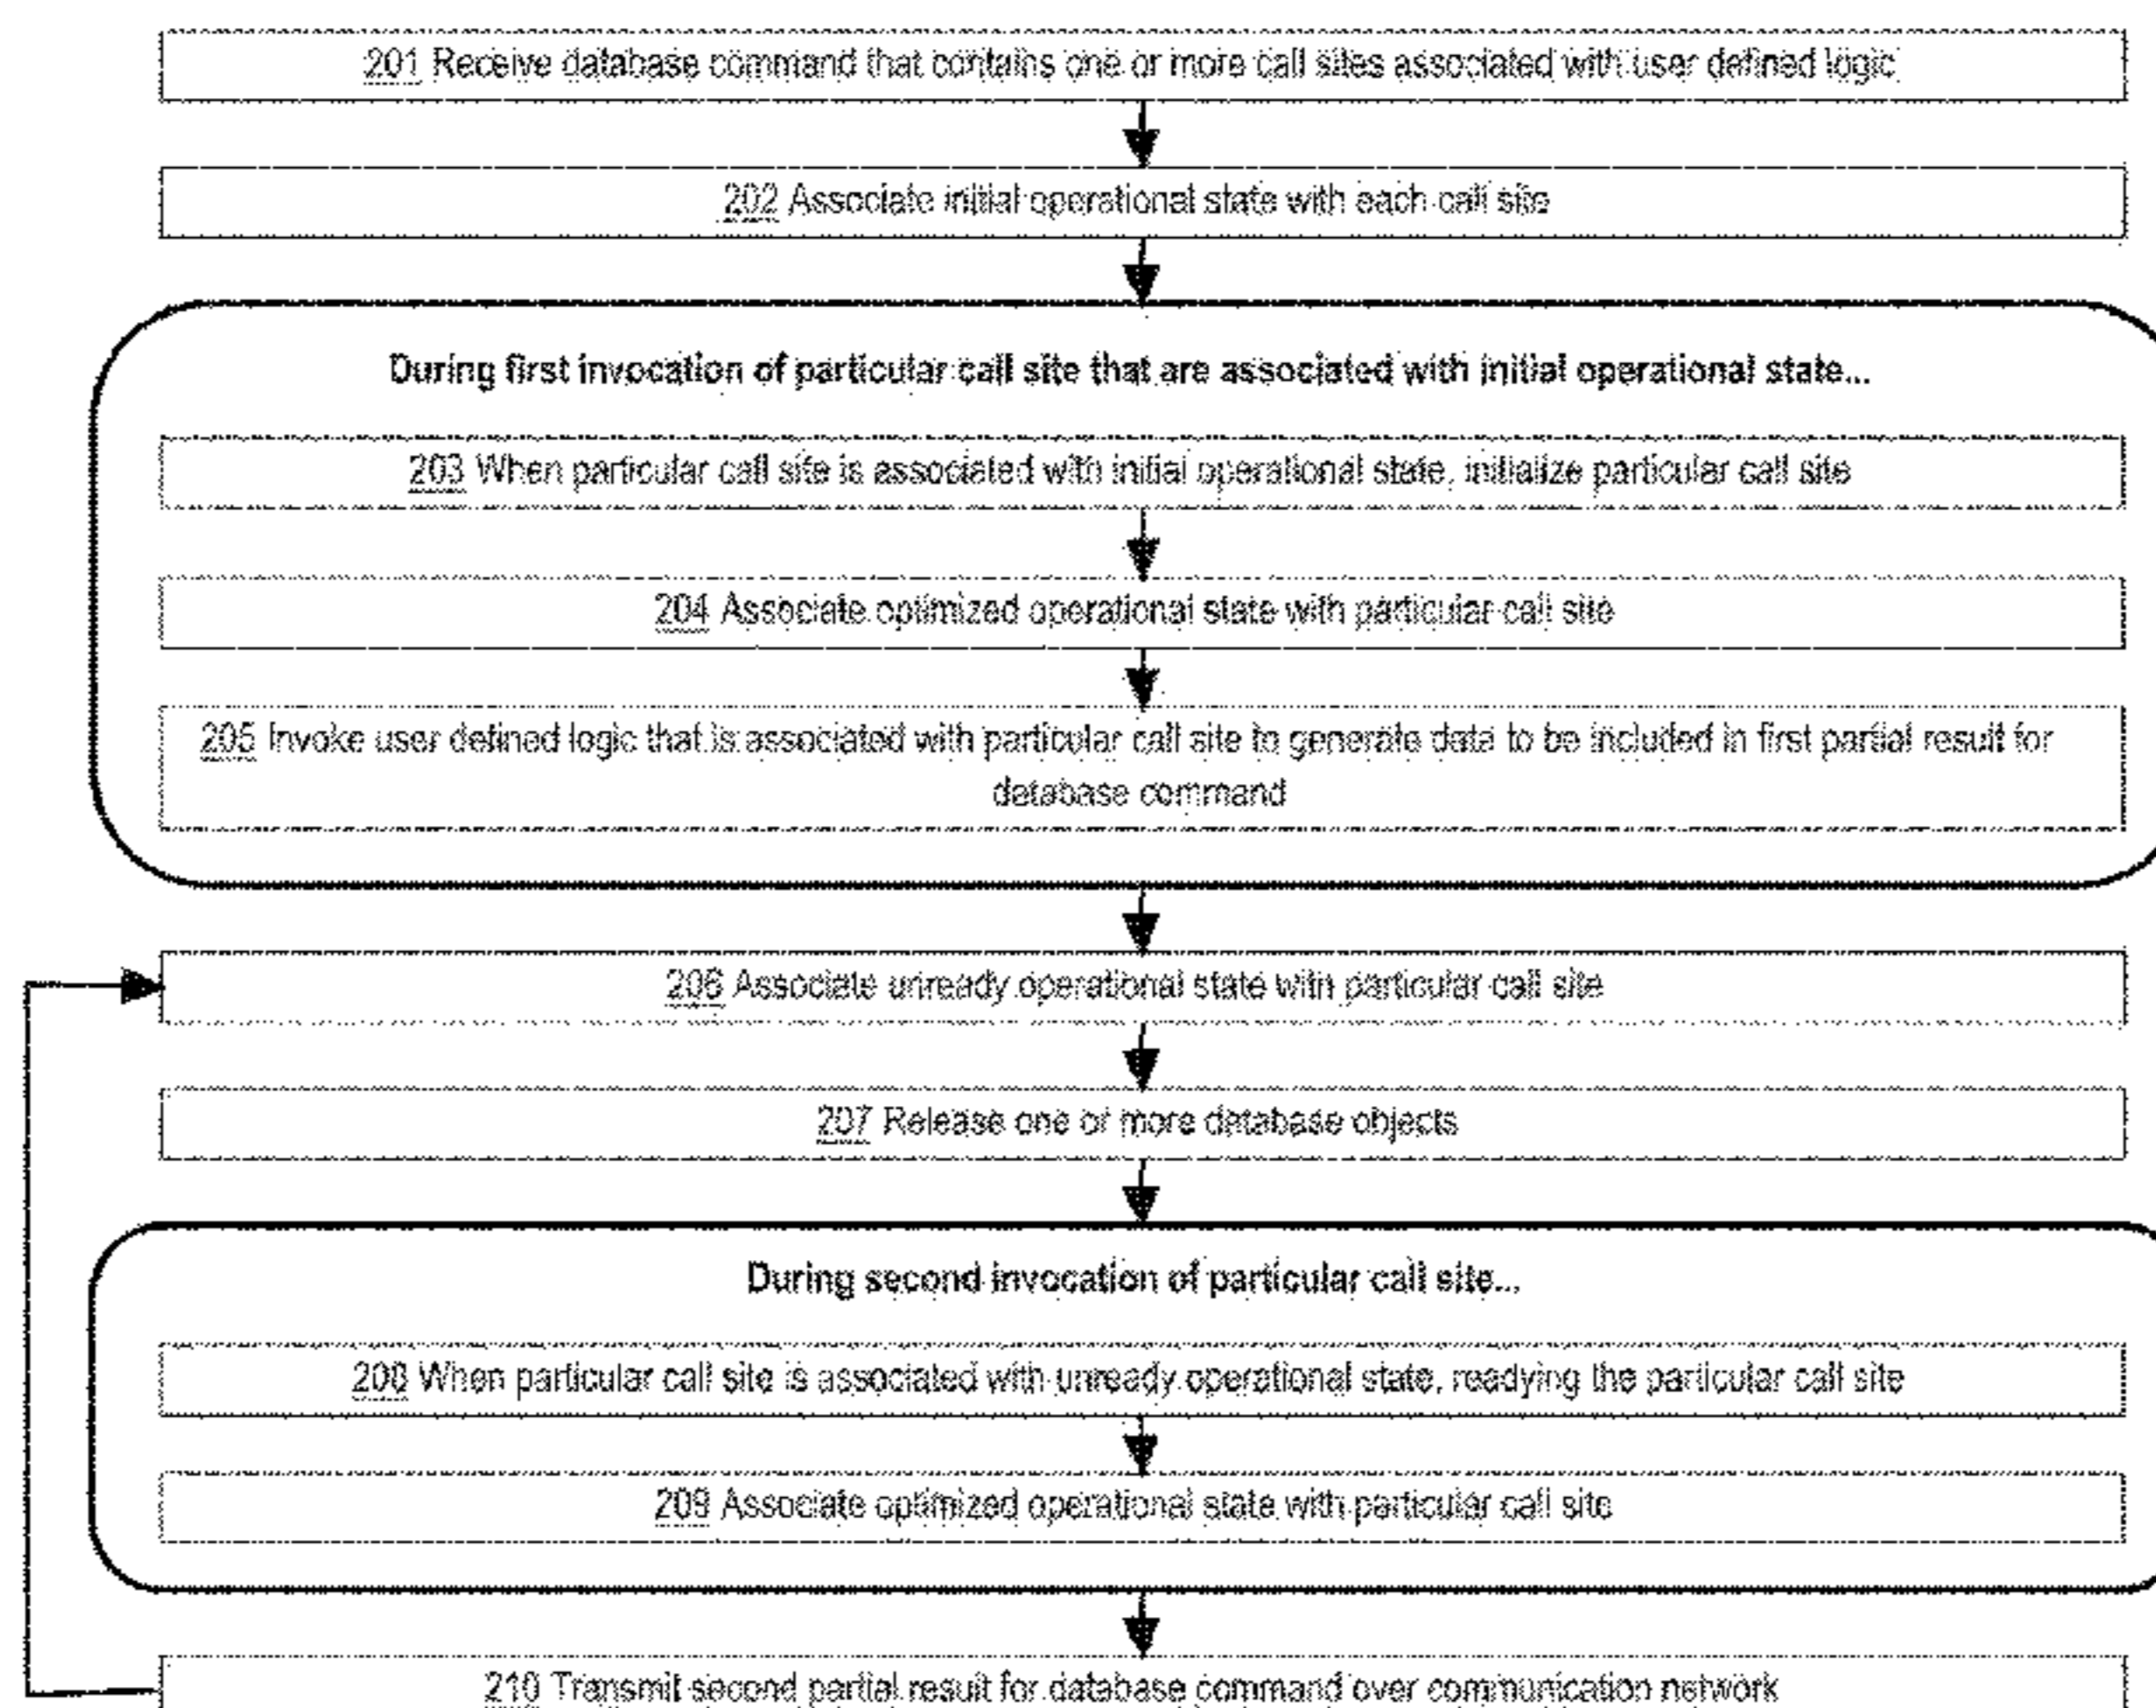 201 Receive database command that contains one or more call sites associated with user defined logic
202 Associate initial operational state with each call site
During first invocation of particular call site that are associated with initial operational state...
203 When particular call site is associated with initial operational state, initialize particular call site
204 Associate optimized operational state with particular call site
205 Invoke user defined logic that is associated with particular call site to generate data to be included in first partial result for
database command
206 Associate unready operational state with particular call site
207 Release one or more database objects
During second invocation of particular call site...
208 When particular call site is associated with unready operational state, readying the particular call site
209 Associate optimized operational state with particular call site
210 Transmit second partial result for database command over communication network